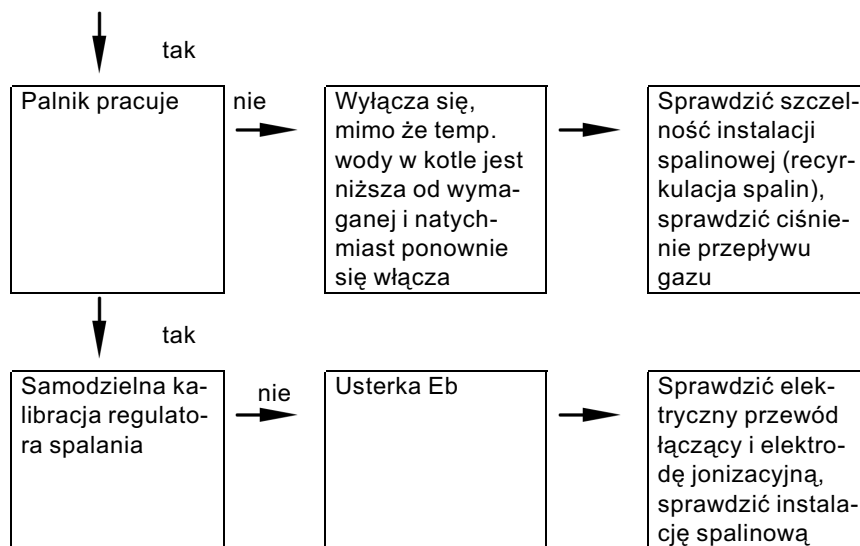 tak
Palnik pracuje
nie
Wyłącza się,
mimo że temp.
wody w kotle jest
niższa od wyma-
ganej i natych-
miast ponownie
się włącza
Sprawdzić szczel-
ność instalacji
spalinowej (recyr-
kulacja spalin),
sprawdzić ciśnie-
nie przepływu
gazu
tak
Samodzielna ka-
libracja regulato-
ra spalania
nie
Usterka Eb
Sprawdzić elek-
tryczny przewód
łączący i elektro-
dę jonizacyjną,
sprawdzić instala-
cję spalinową